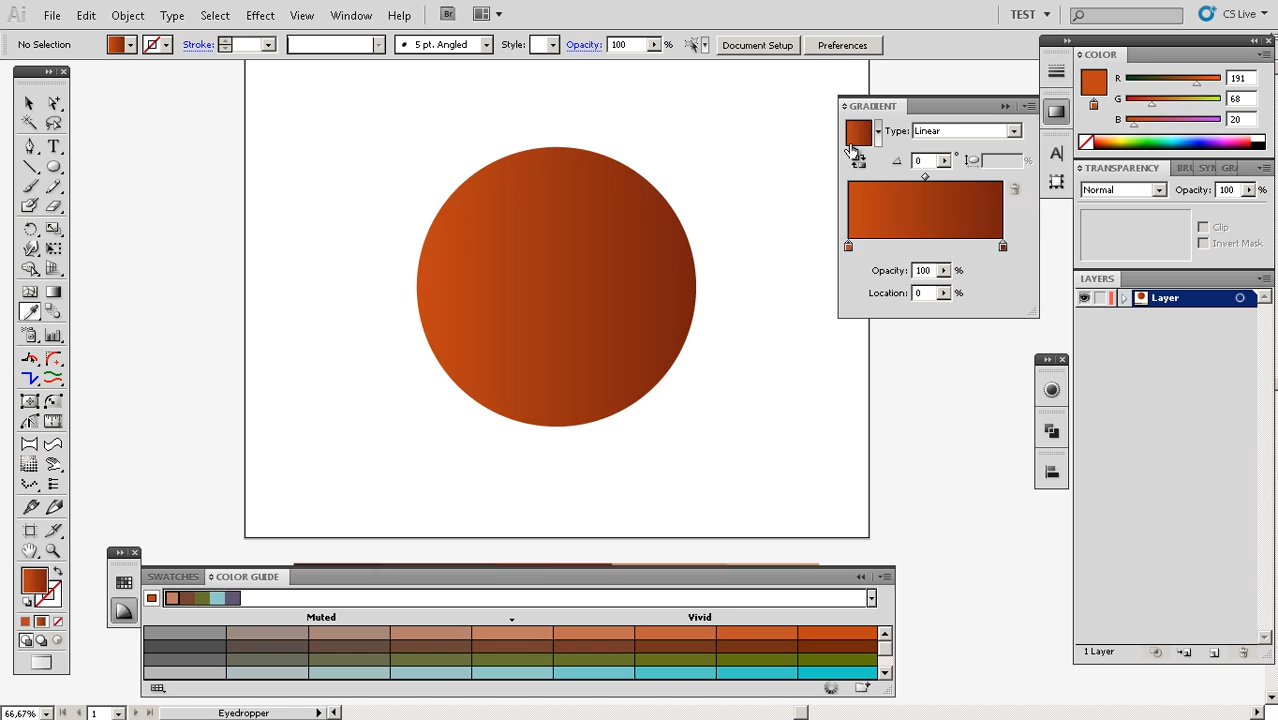 Ai File Edit Object Type Select Effect View Window Help Br TEST CS Live
No Selection Stroke: 5 pt. Angled Style: Opacity: 100 % Document Setup Preferences
COLOR
R 191
G 68
B 20
GRADIENT
Type: Linear
0 ° %
Opacity: 100 %
Location: 0 %
TRANSPARENCY BRU SYN GRA
Normal Opacity: 100 %
Clip
Invert Mask
LAYERS
Layer
1 Layer
SWATCHES COLOR GUIDE
Muted Vivid
66,67% 1 Eyedropper